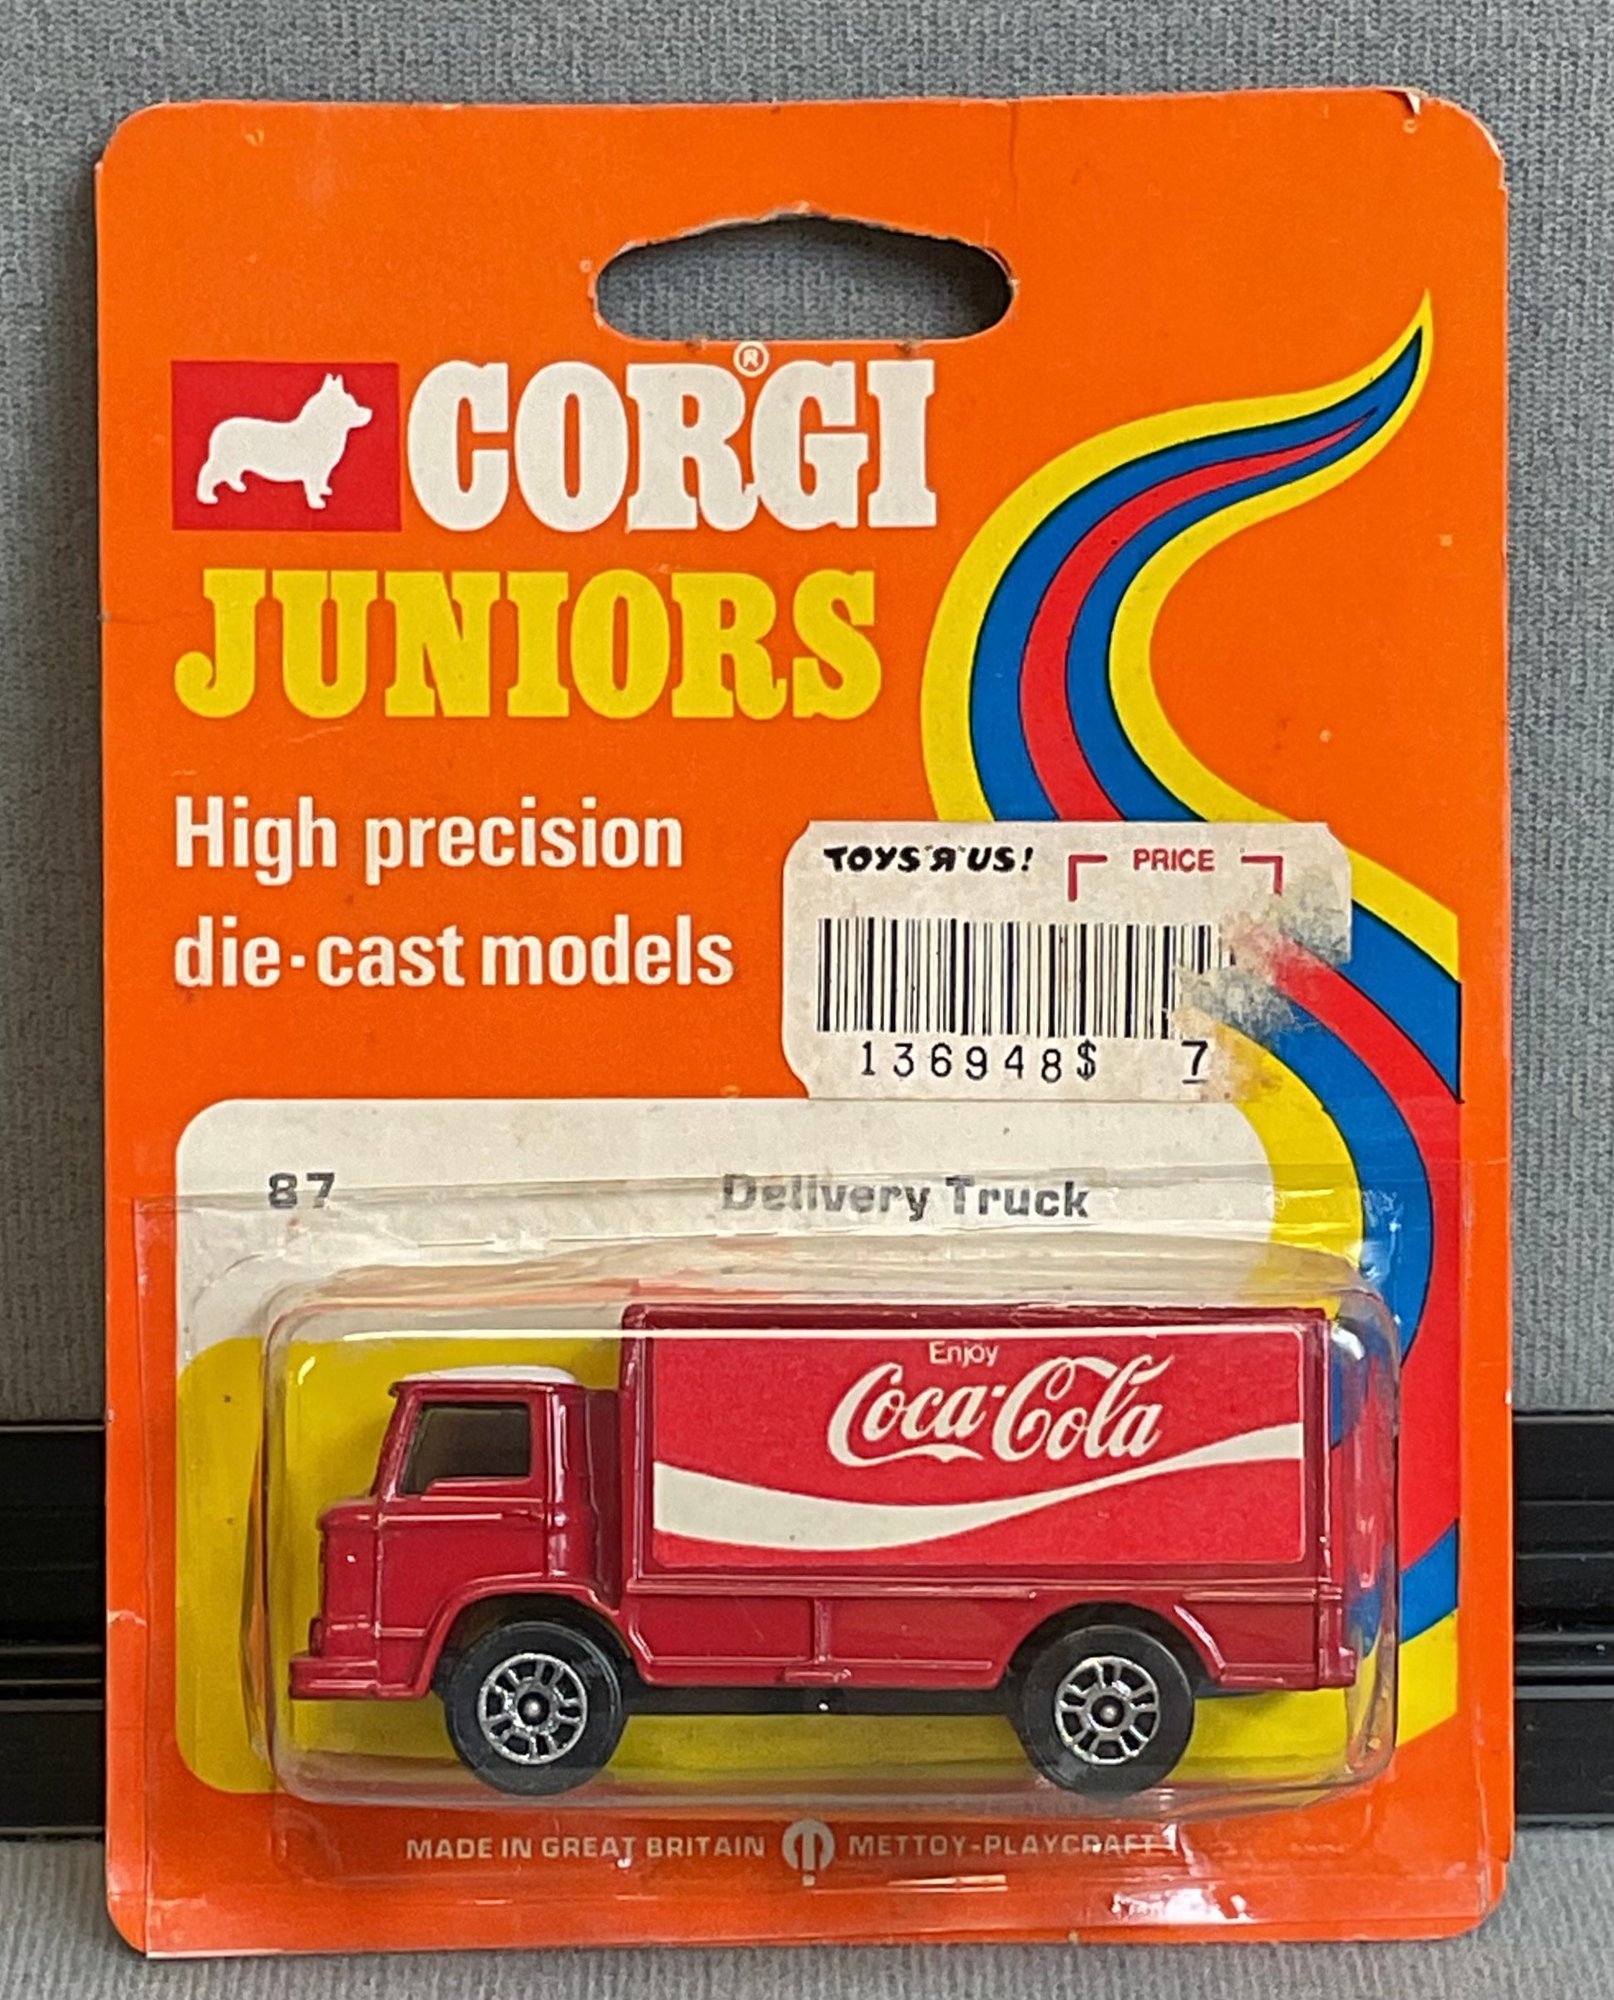 CORGI®
JUNIORS
High precision
die-cast models
TOYS "Я" US!
PRICE
136948$ 7
87 Delivery Truck
Enjoy
Coca-Cola
MADE IN GREAT BRITAIN METTOY-PLAYCRAFT